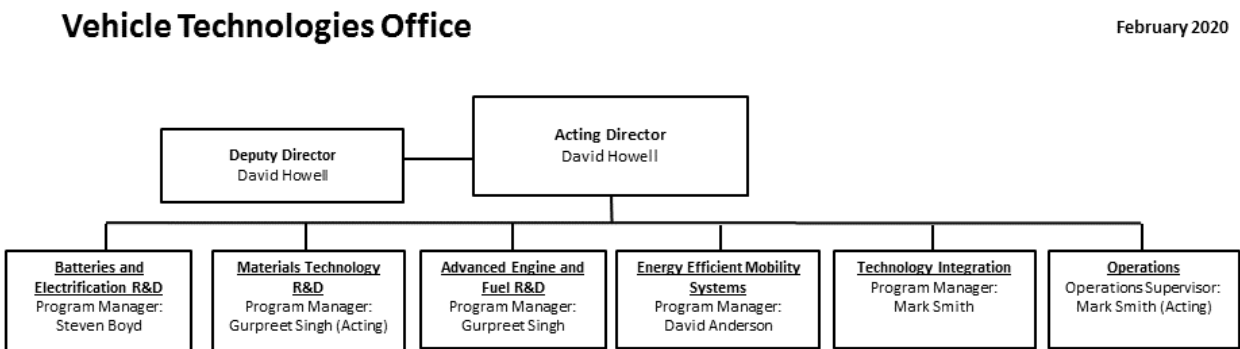 Vehicle Technologies Office
February 2020
Acting Director
David Howell
Deputy Director
David Howell
Batteries and
Electrification R&D
Program Manager:
Steven Boyd
Materials Technology
R&D
Program Manager:
Gurpreet Singh (Acting)
Advanced Engine and
Fuel R&D
Program Manager:
Gurpreet Singh
Energy Efficient Mobility
Systems
Program Manager:
David Anderson
Technology Integration
Program Manager:
Mark Smith
Operations
Operations Supervisor:
Mark Smith (Acting)